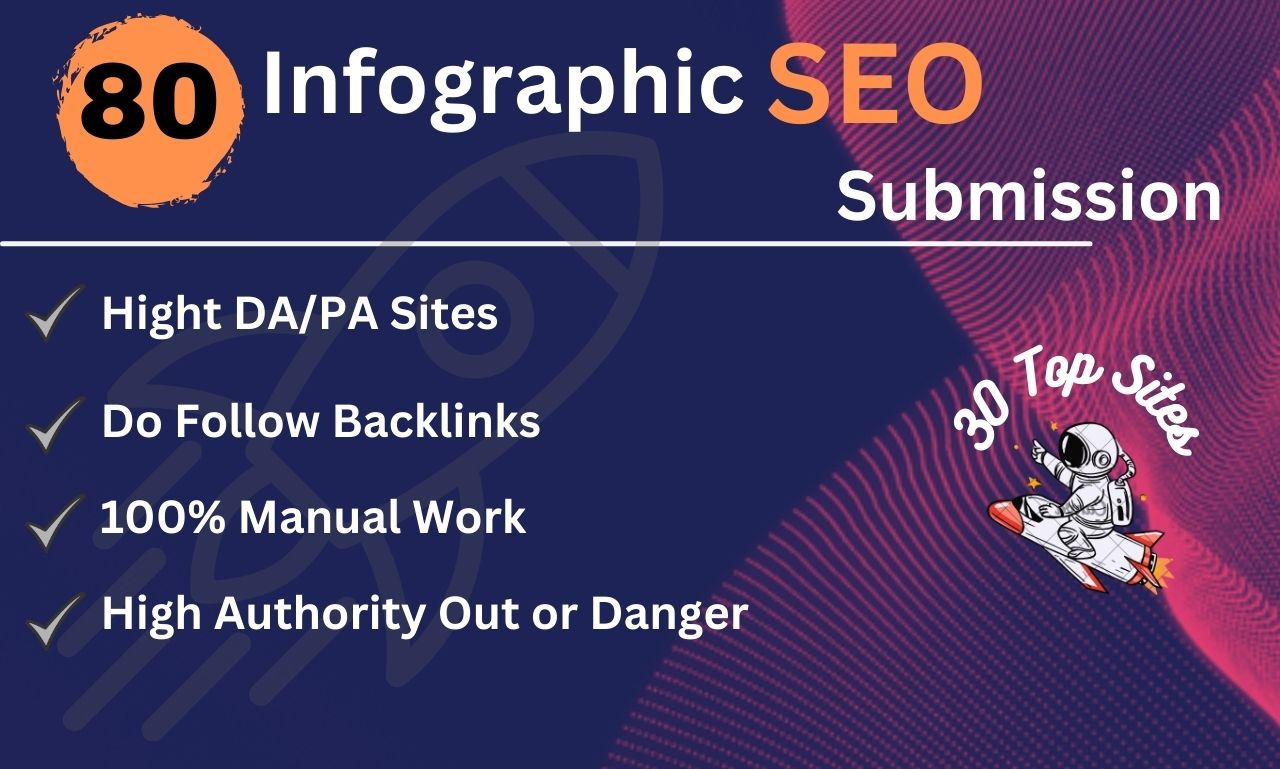 80 Infographic SEO
Submission
Hight DA/PA Sites
Do Follow Backlinks
100% Manual Work
High Authority Out or Danger
30 Top Sites